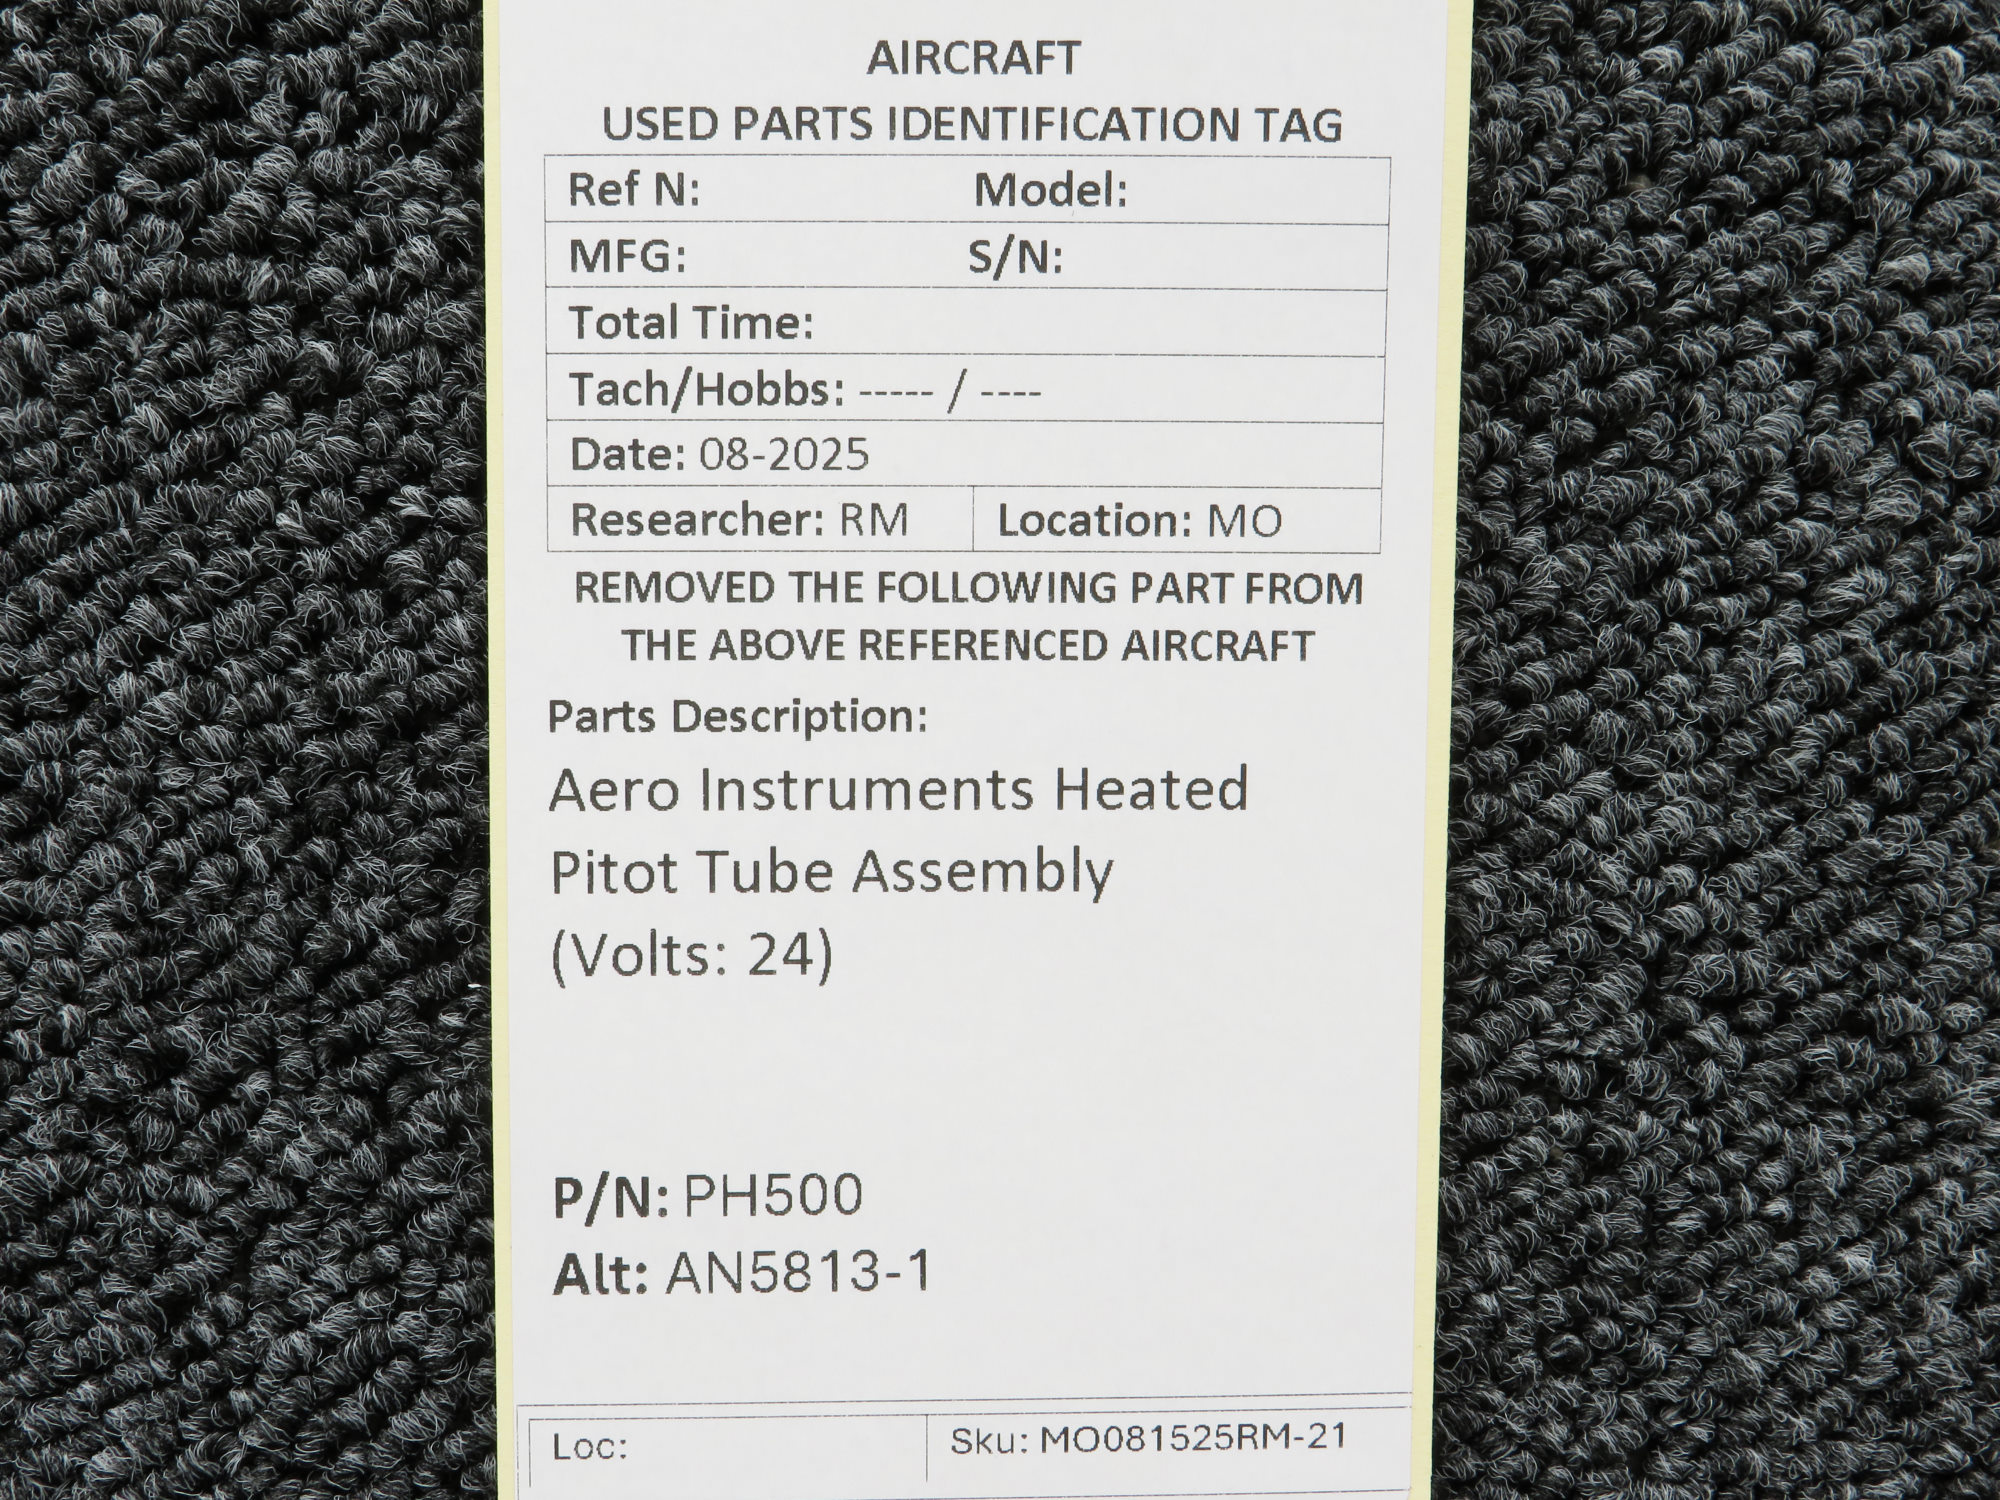 AIRCRAFT
USED PARTS IDENTIFICATION TAG
Ref N: Model:
MFG: S/N:
Total Time:
Tach/Hobbs: ----- / ----
Date: 08-2025
Researcher: RM Location: MO
REMOVED THE FOLLOWING PART FROM
THE ABOVE REFERENCED AIRCRAFT
Parts Description:
Aero Instruments Heated
Pitot Tube Assembly
(Volts: 24)
P/N: PH500
Alt: AN5813-1
Loc: Sku: MO081525RM-21